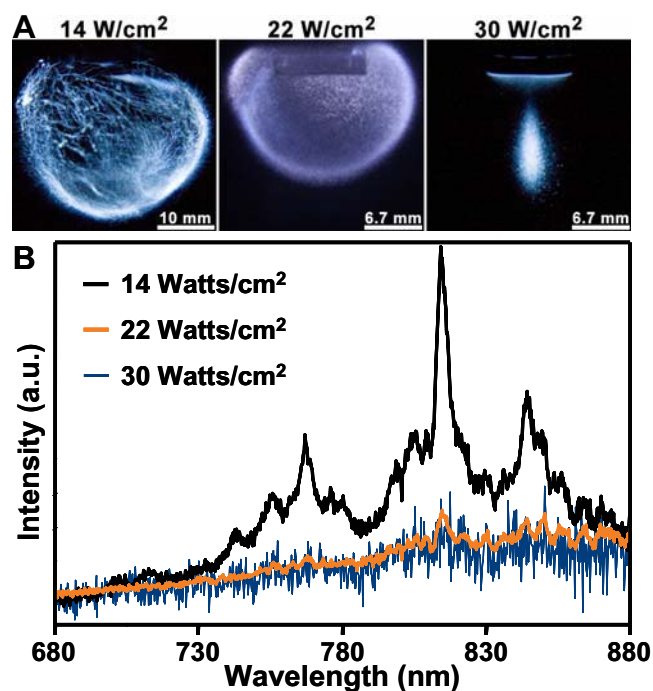 A
14 W/cm²
22 W/cm²
30 W/cm²
10 mm
6.7 mm
6.7 mm
B
14 Watts/cm²
22 Watts/cm²
30 Watts/cm²
Intensity (a.u.)
680
730
780
830
880
Wavelength (nm)